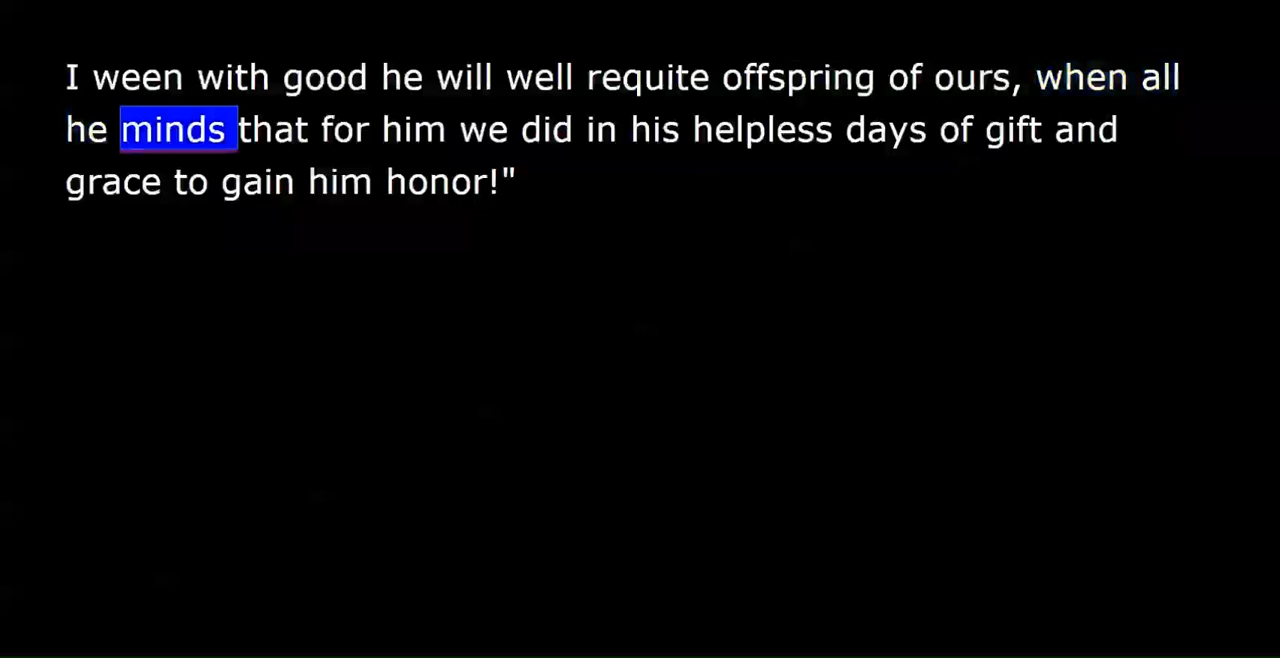 I ween with good he will well requite offspring of ours, when all
he minds that for him we did in his helpless days of gift and
grace to gain him honor!"